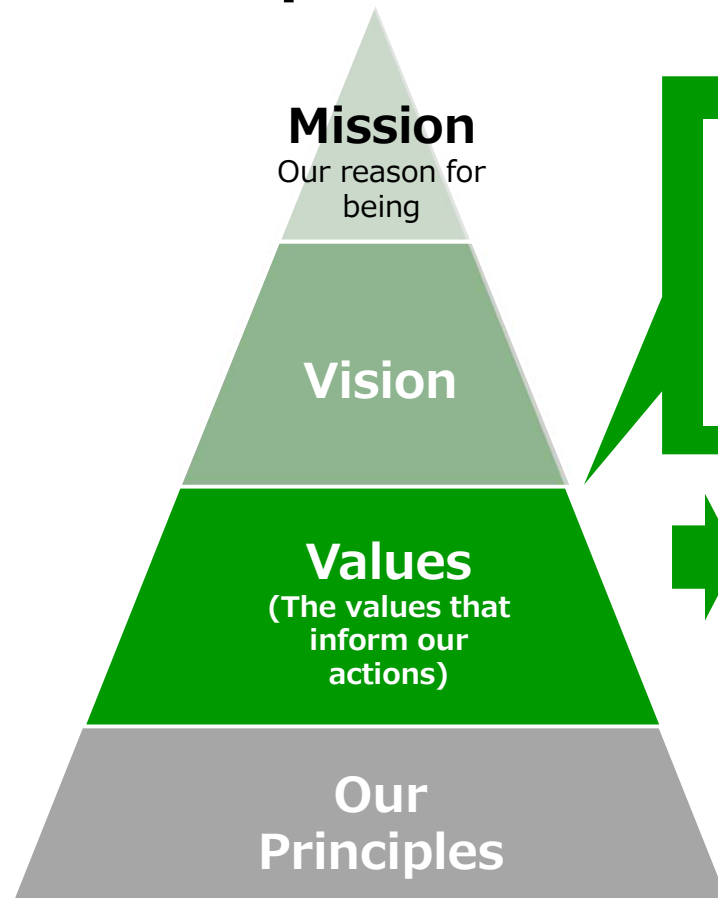 Mission
Our reason for
being
Vision
Values
(The values that
inform our
actions)
Our
Principles